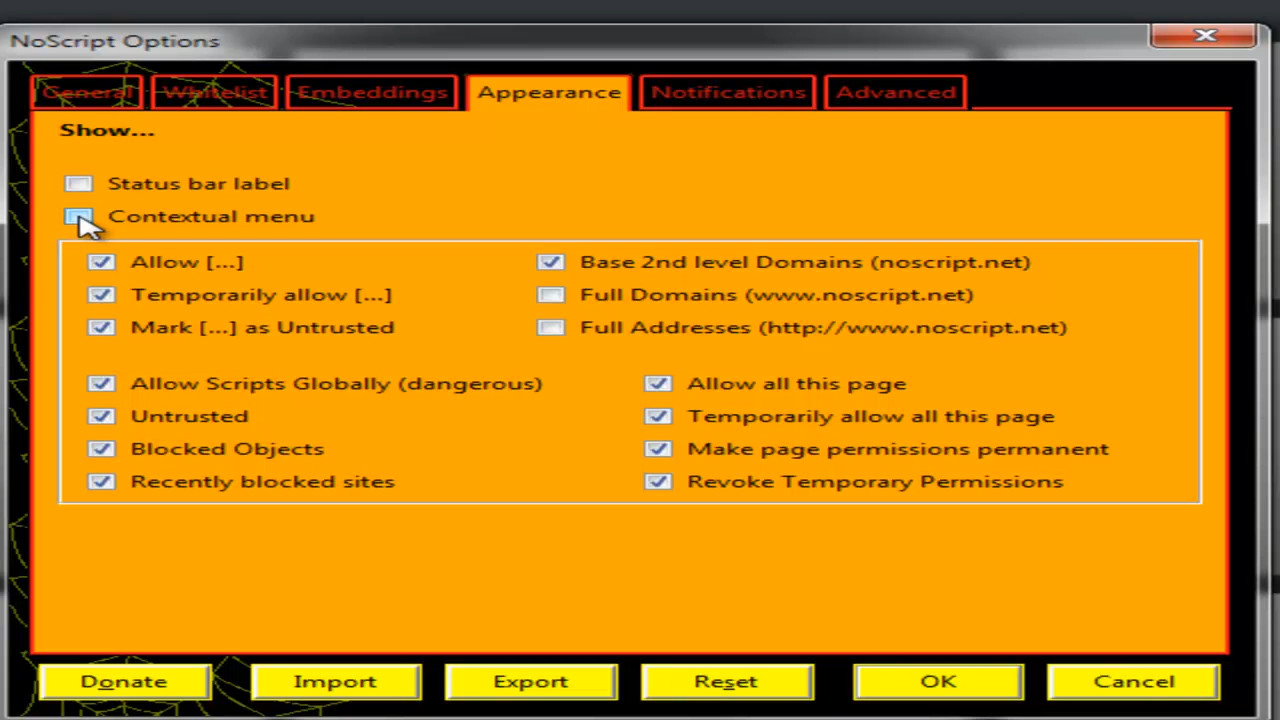 NoScript Options
General Whitelist Embeddings Appearance Notifications Advanced
Show...
Status bar label
Contextual menu
Allow [...] Base 2nd level Domains (noscript.net)
Temporarily allow [...] Full Domains (www.noscript.net)
Mark [...] as Untrusted Full Addresses (http://www.noscript.net)
Allow Scripts Globally (dangerous) Allow all this page
Untrusted Temporarily allow all this page
Blocked Objects Make page permissions permanent
Recently blocked sites Revoke Temporary Permissions
Donate Import Export Reset OK Cancel